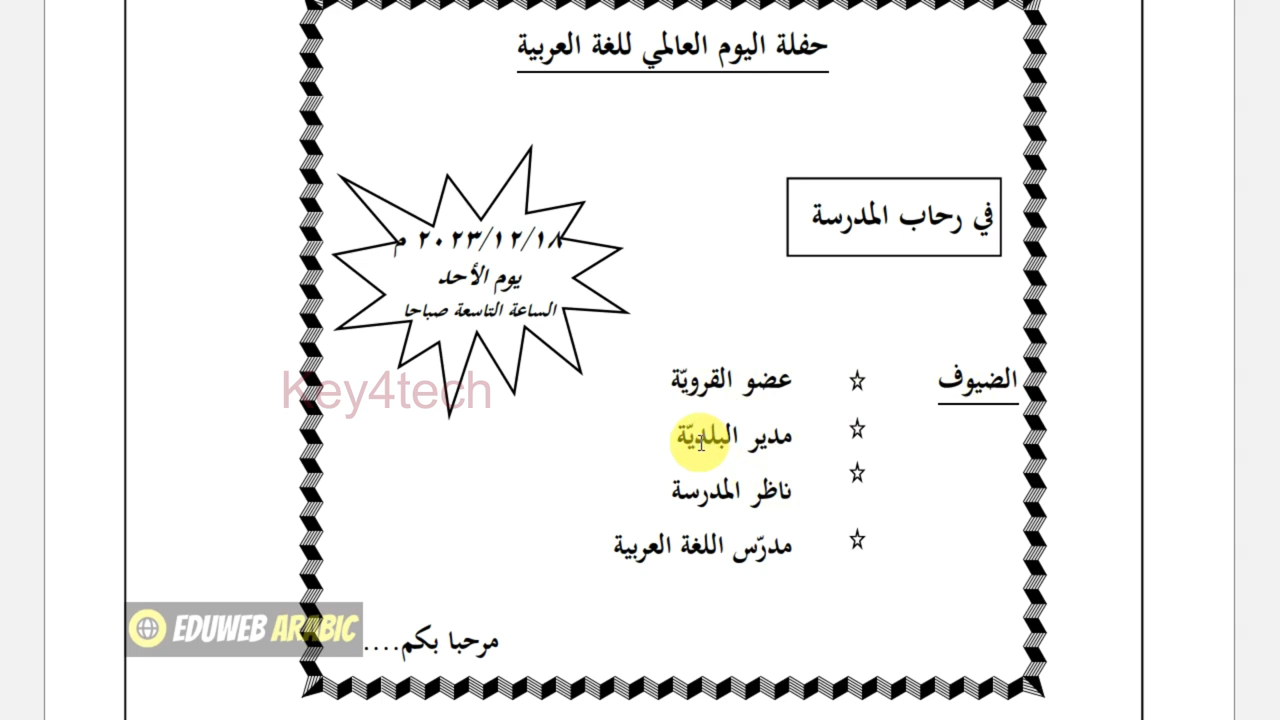 حفلة اليوم العالمي للغة العربية
في رحاب المدرسة
٢٠٢٣/١٢/١٨ م
يوم الأحد
الساعة التاسعة صباحا
الضيوف
☆ عضو القرويّة
☆ مدير البلديّة
☆ ناظر المدرسة
☆ مدرّس اللغة العربية
مرحبا بكم....
Key4tech
EDUWEB ARABIC